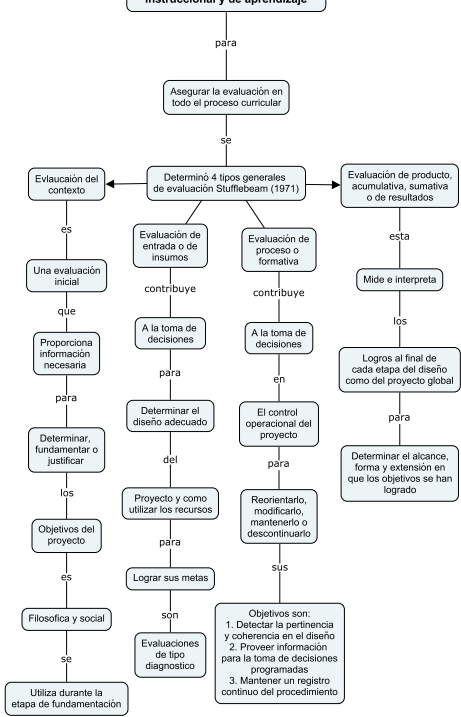 instruccional y de aprendizaje
para
Asegurar la evaluación en
todo el proceso curricular
se
Determinó 4 tipos generales
de evaluación Stufflebeam (1971)
Evlaucaión del
contexto
es
Una evaluación
inicial
que
Proporciona
información
necesaria
para
Determinar,
fundamentar o
justificar
los
Objetivos del
proyecto
es
Filosofica y social
se
Utiliza durante la
etapa de fundamentación
Evaluación de
entrada o de
insumos
contribuye
A la toma de
decisiones
para
Determinar el
diseño adecuado
del
Proyecto y como
utilizar los recursos
para
Lograr sus metas
son
Evaluaciones
de tipo
diagnostico
Evaluación de
proceso o
formativa
contribuye
A la toma de
decisiones
en
El control
operacional del
proyecto
para
Reorientarlo,
modificarlo,
mantenerlo o
descontinuarlo
sus
Objetivos son:
1. Detectar la pertinencia
y coherencia en el diseño
2. Proveer información
para la toma de decisiones
programadas
3. Mantener un registro
continuo del procedimiento
Evaluación de producto,
acumulativa, sumativa
o de resultados
esta
Mide e interpreta
los
Logros al final de
cada etapa del diseño
como del proyecto global
para
Determinar el alcance,
forma y extensión en
que los objetivos se han
logrado